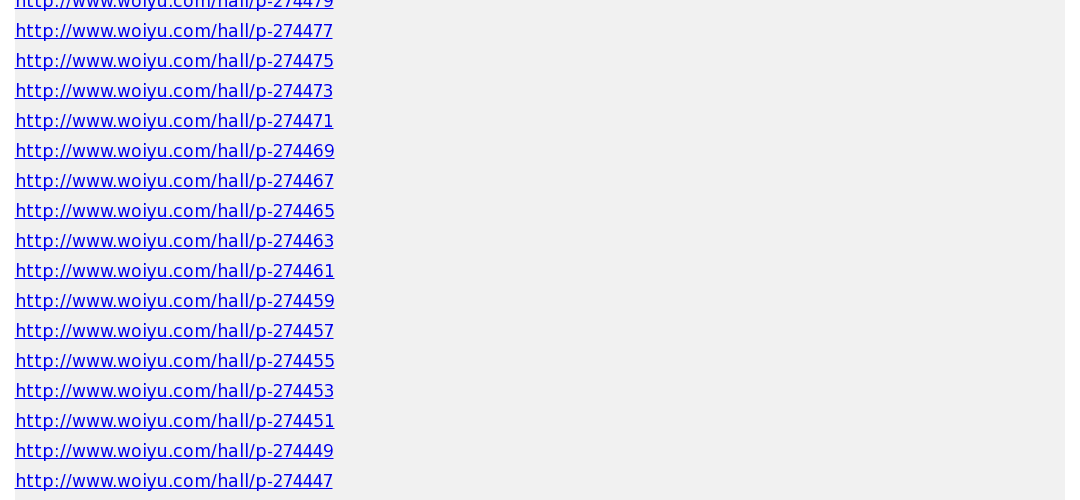 http://www.woiyu.com/hall/p-274479
http://www.woiyu.com/hall/p-274477
http://www.woiyu.com/hall/p-274475
http://www.woiyu.com/hall/p-274473
http://www.woiyu.com/hall/p-274471
http://www.woiyu.com/hall/p-274469
http://www.woiyu.com/hall/p-274467
http://www.woiyu.com/hall/p-274465
http://www.woiyu.com/hall/p-274463
http://www.woiyu.com/hall/p-274461
http://www.woiyu.com/hall/p-274459
http://www.woiyu.com/hall/p-274457
http://www.woiyu.com/hall/p-274455
http://www.woiyu.com/hall/p-274453
http://www.woiyu.com/hall/p-274451
http://www.woiyu.com/hall/p-274449
http://www.woiyu.com/hall/p-274447